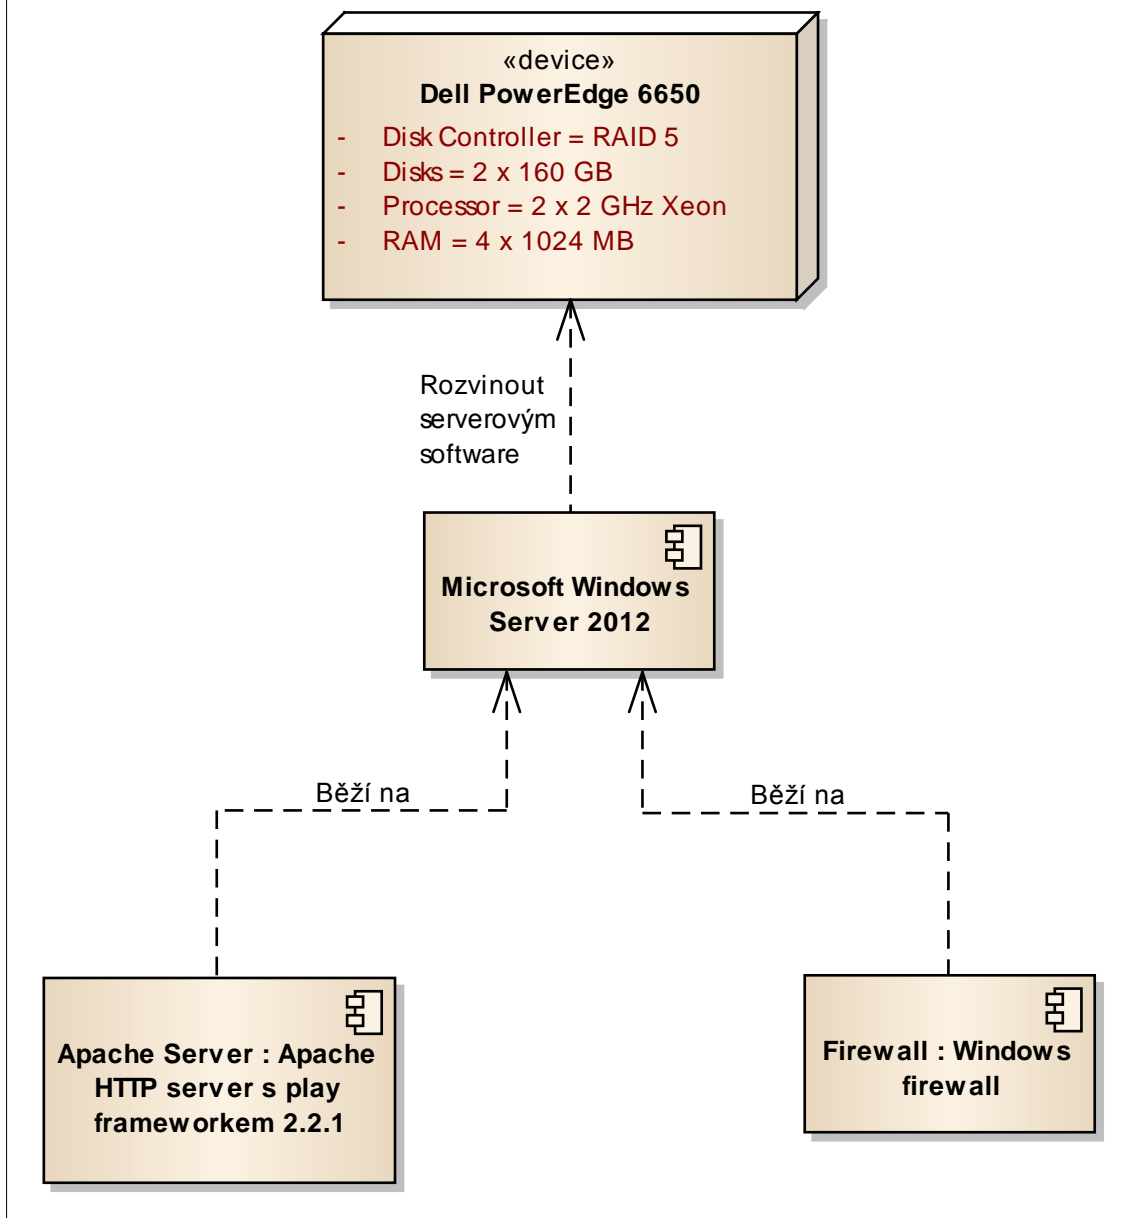 «device»
Dell PowerEdge 6650
- Disk Controller = RAID 5
- Disks = 2 x 160 GB
- Processor = 2 x 2 GHz Xeon
- RAM = 4 x 1024 MB
Rozvinout
serverovým
software
Microsoft Windows
Server 2012
Běží na
Běží na
Apache Server : Apache
HTTP server s play
frameworkem 2.2.1
Firewall : Windows
firewall